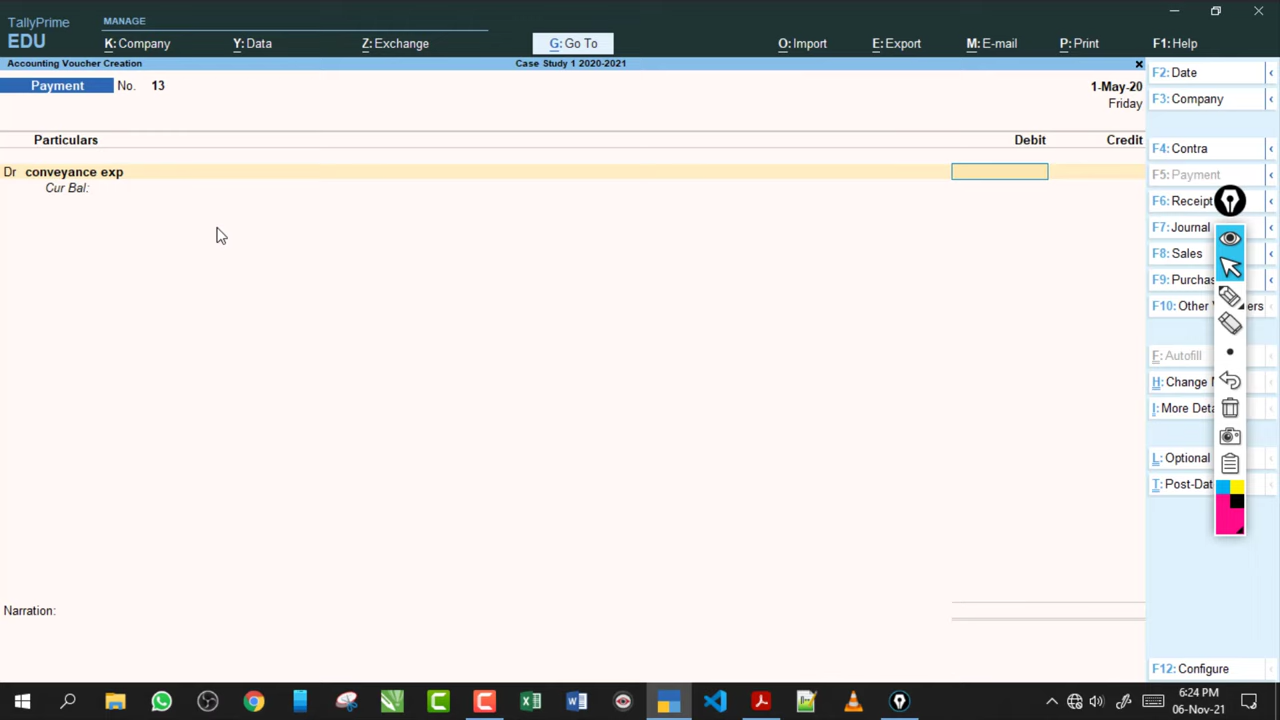 TallyPrime
EDU
MANAGE
K: Company
Y: Data
Z: Exchange
G: Go To
O: Import
E: Export
M: E-mail
P: Print
F1: Help
Accounting Voucher Creation
Case Study 1 2020-2021
Payment No. 13
1-May-20
Friday
Particulars
Debit
Credit
Dr conveyance exp
Cur Bal:
Narration:
F2: Date
F3: Company
F4: Contra
F5: Payment
F6: Receipt
F7: Journal
F8: Sales
F9: Purchas
F10: Other V ers
F: Autofill
H: Change M
I: More Deta
L: Optional
T: Post-Dat
F12: Configure
6:24 PM
06-Nov-21